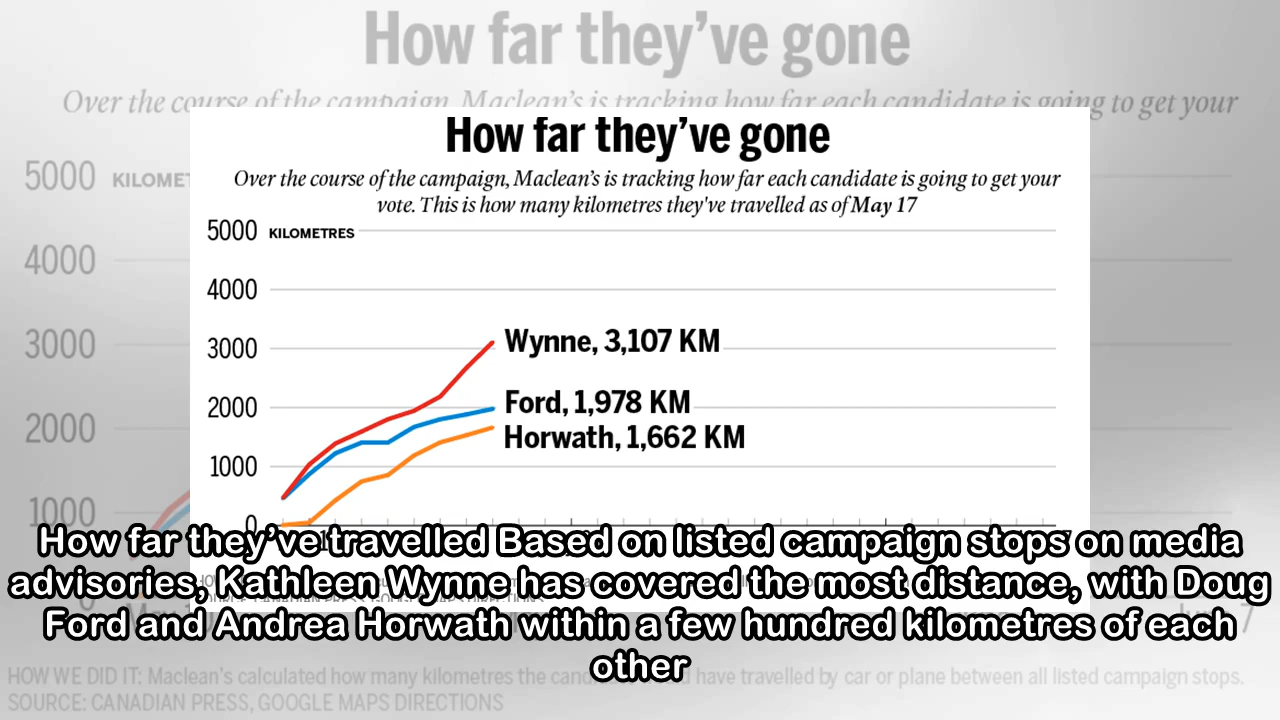 How far they've gone
Over the course of the campaign, Maclean's is tracking how far each candidate is going to get your
How far they've gone
Over the course of the campaign, Maclean's is tracking how far each candidate is going to get your
vote. This is how many kilometres they've travelled as of May 17
5000 KILOMETRES
4000
3000 Wynne, 3,107 KM
2000 Ford, 1,978 KM
Horwath, 1,662 KM
1000
0
5000
4000
3000
2000
1000
How far they've travelled Based on listed campaign stops on media
advisories, Kathleen Wynne has covered the most distance, with Doug
Ford and Andrea Horwath within a few hundred kilometres of each
other
HOW WE DID IT: Maclean's calculated how many kilometres the have travelled by car or plane between all listed campaign stops.
SOURCE: CANADIAN PRESS, GOOGLE MAPS DIRECTIONS